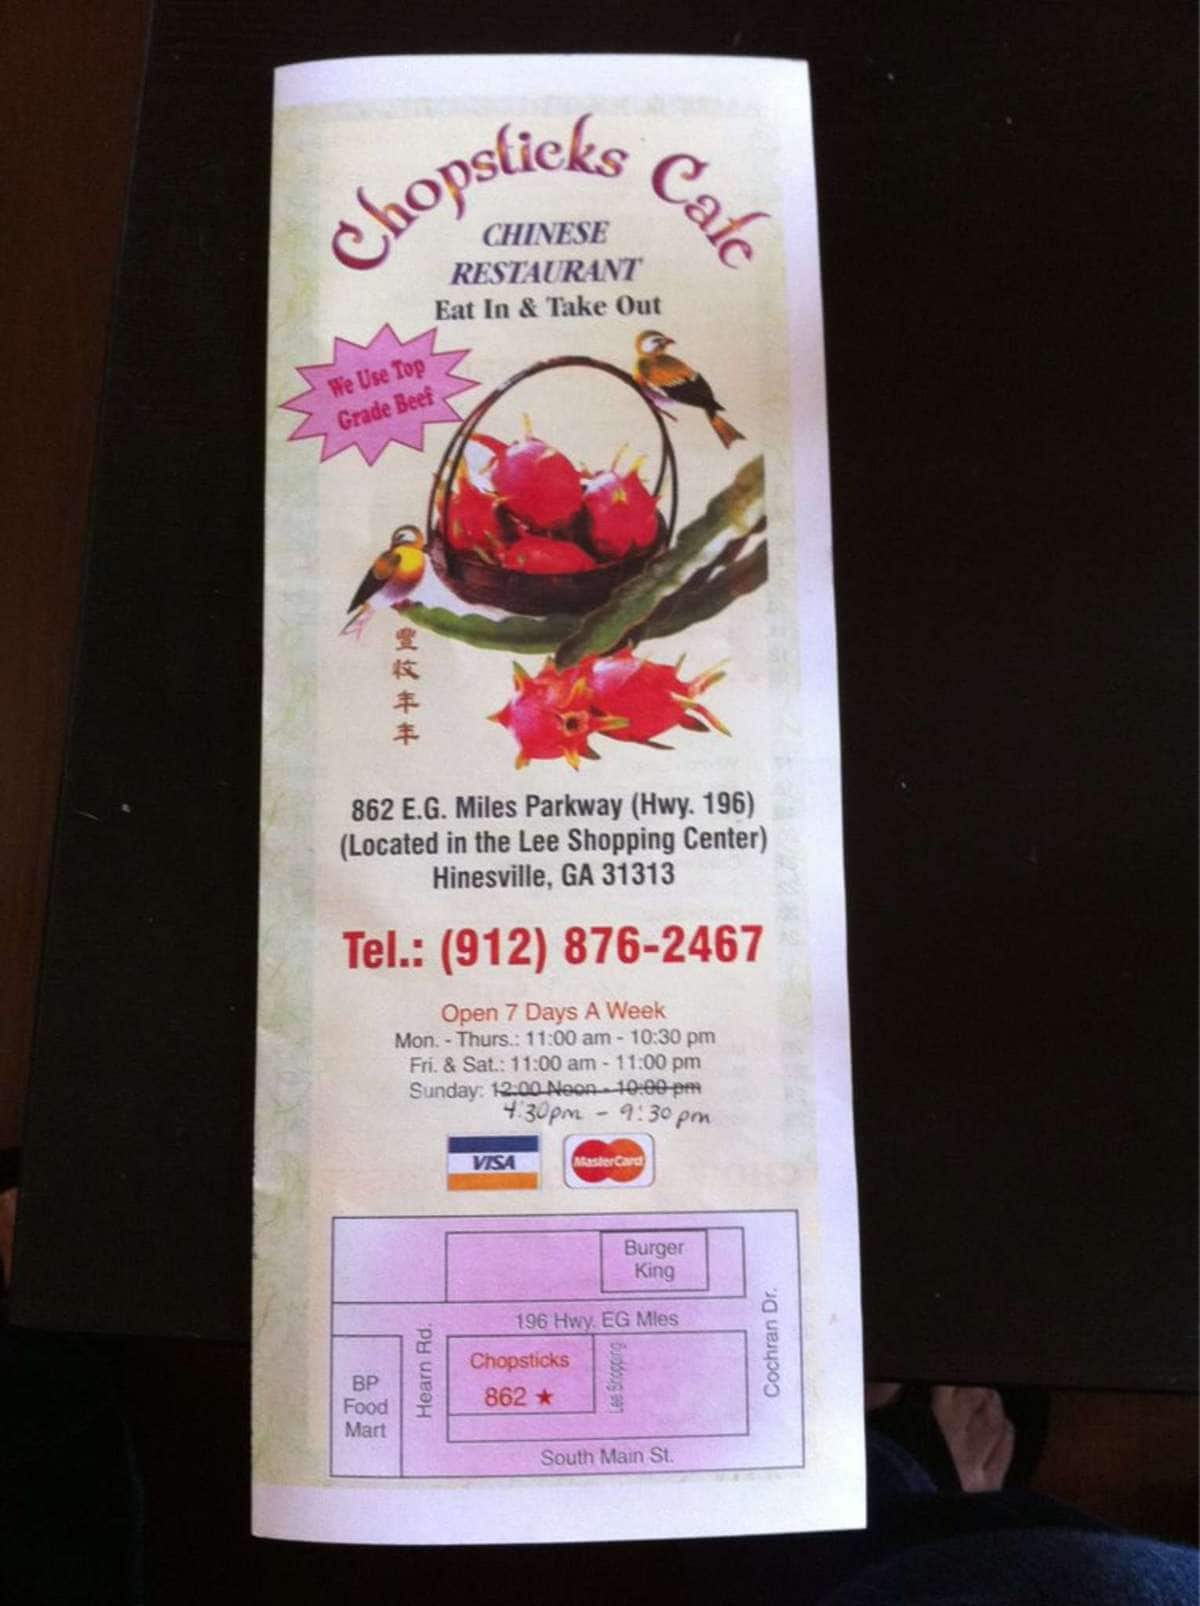 Chopsticks Cafe
CHINESE
RESTAURANT
Eat In & Take Out
We Use Top
Grade Beef
豐
收
年
年
862 E.G. Miles Parkway (Hwy. 196)
(Located in the Lee Shopping Center)
Hinesville, GA 31313
Tel.: (912) 876-2467
Open 7 Days A Week
Mon. - Thurs.: 11:00 am - 10:30 pm
Fri. & Sat.: 11:00 am - 11:00 pm
Sunday: 12:00 Noon - 10:00 pm
4:30pm - 9:30pm
VISA
MasterCard
Burger
King
196 Hwy. EG Mles
Hearn Rd.
Chopsticks
862 ★
Lee Shopping
Cochran Dr.
BP
Food
Mart
South Main St.